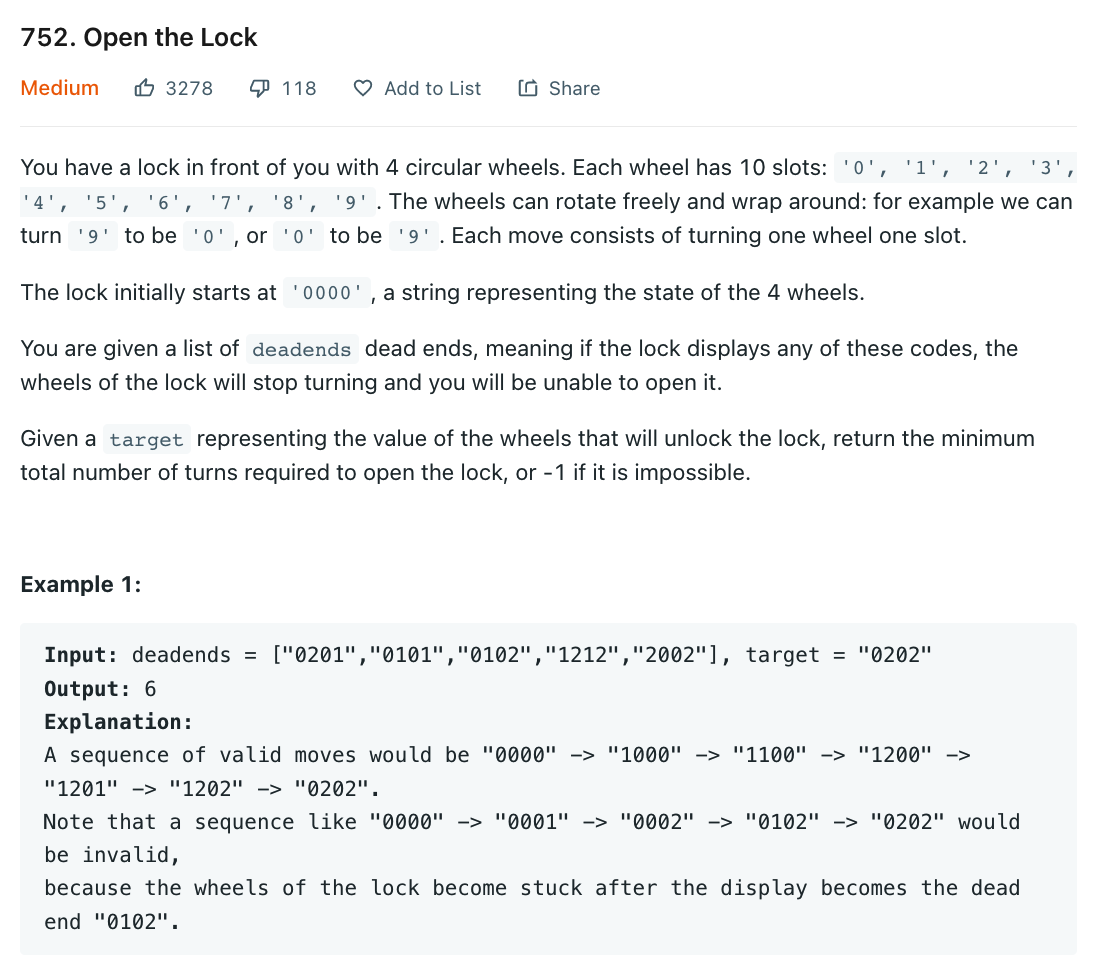 752. Open the Lock
Medium 3278 118 Add to List Share
You have a lock in front of you with 4 circular wheels. Each wheel has 10 slots: '0', '1', '2', '3',
'4', '5', '6', '7', '8', '9'. The wheels can rotate freely and wrap around: for example we can
turn '9' to be '0', or '0' to be '9'. Each move consists of turning one wheel one slot.
The lock initially starts at '0000', a string representing the state of the 4 wheels.
You are given a list of deadends dead ends, meaning if the lock displays any of these codes, the
wheels of the lock will stop turning and you will be unable to open it.
Given a target representing the value of the wheels that will unlock the lock, return the minimum
total number of turns required to open the lock, or -1 if it is impossible.
Example 1:
Input: deadends = ["0201","0101","0102","1212","2002"], target = "0202"
Output: 6
Explanation:
A sequence of valid moves would be "0000" -> "1000" -> "1100" -> "1200" ->
"1201" -> "1202" -> "0202".
Note that a sequence like "0000" -> "0001" -> "0002" -> "0102" -> "0202" would
be invalid,
because the wheels of the lock become stuck after the display becomes the dead
end "0102".